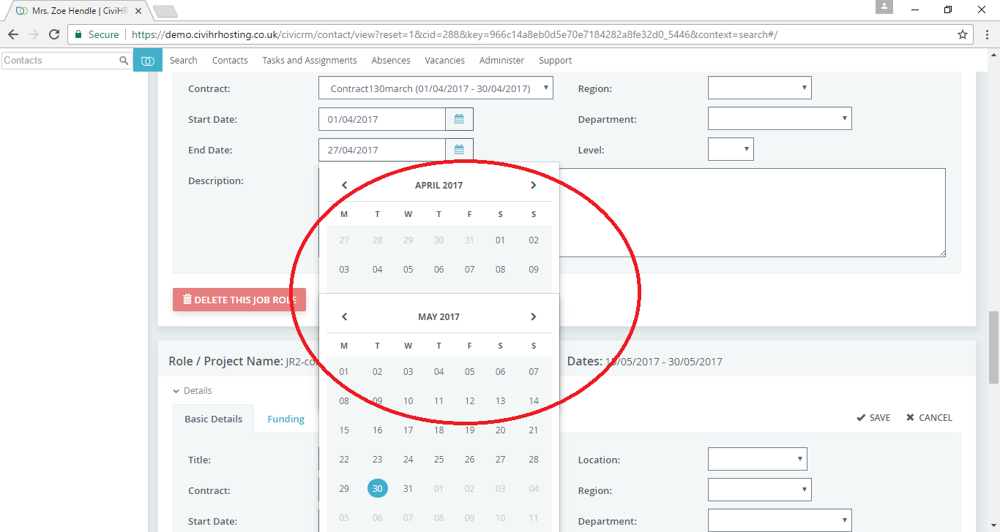 Mrs. Zoe Hendle | CiviHR
Secure https://demo.civihrhosting.co.uk/civicrm/contact/view?reset=1&cid=288&key=966c14a8eb0d5e70e7184282a8fe32d0_5446&context=search#/
Contacts Search Contacts Tasks and Assignments Absences Vacancies Administer Support
Contract: Contract130march (01/04/2017 - 30/04/2017) Region:
Start Date: 01/04/2017 Department:
End Date: 27/04/2017 Level:
Description:
APRIL 2017
M T W T F S S
27 28 29 30 31 01 02
03 04 05 06 07 08 09
DELETE THIS JOB ROLE
MAY 2017
M T W T F S S
Role / Project Name: JR2-co Dates: 15/05/2017 - 30/05/2017
01 02 03 04 05 06 07
Details
08 09 10 11 12 13 14
Basic Details Funding SAVE CANCEL
15 16 17 18 19 20 21
Title: 22 23 24 25 26 27 28 Location:
Contract: 29 30 31 01 02 03 04 Region:
Start Date: 05 06 07 08 09 10 11 Department: